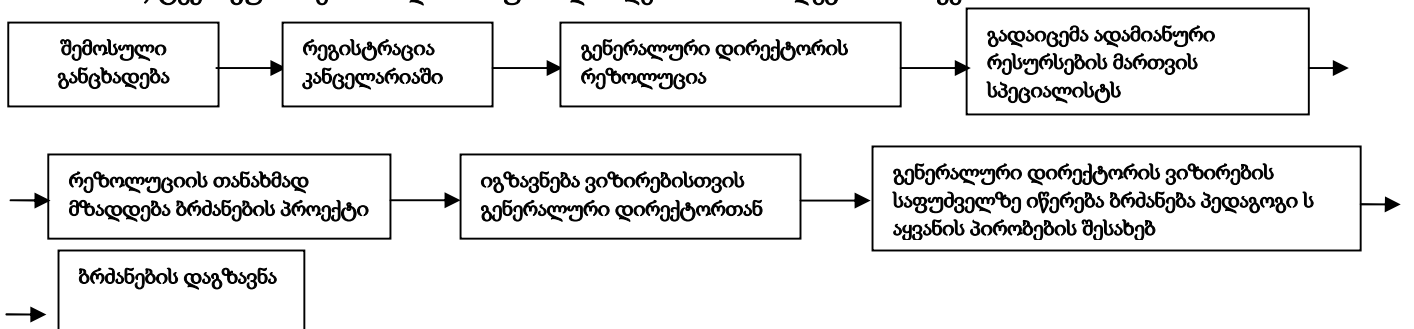 შემოსული
განცხადება
რეგისტრაცია
კანცელარიაში
გენერალური დირექტორის
რეზოლუცია
გადაიცემა ადამიანური
რესურსების მართვის
სპეციალისტს
რეზოლუციის თანახმად
მზადდება ბრძანების პროექტი
იგზავნება ვიზირებისთვის
გენერალური დირექტორთან
გენერალური დირექტორის ვიზირების
საფუძველზე იწერება ბრძანება პედაგოგი ს
აყვანის პირობების შესახებ
ბრძანების დაგზავნა